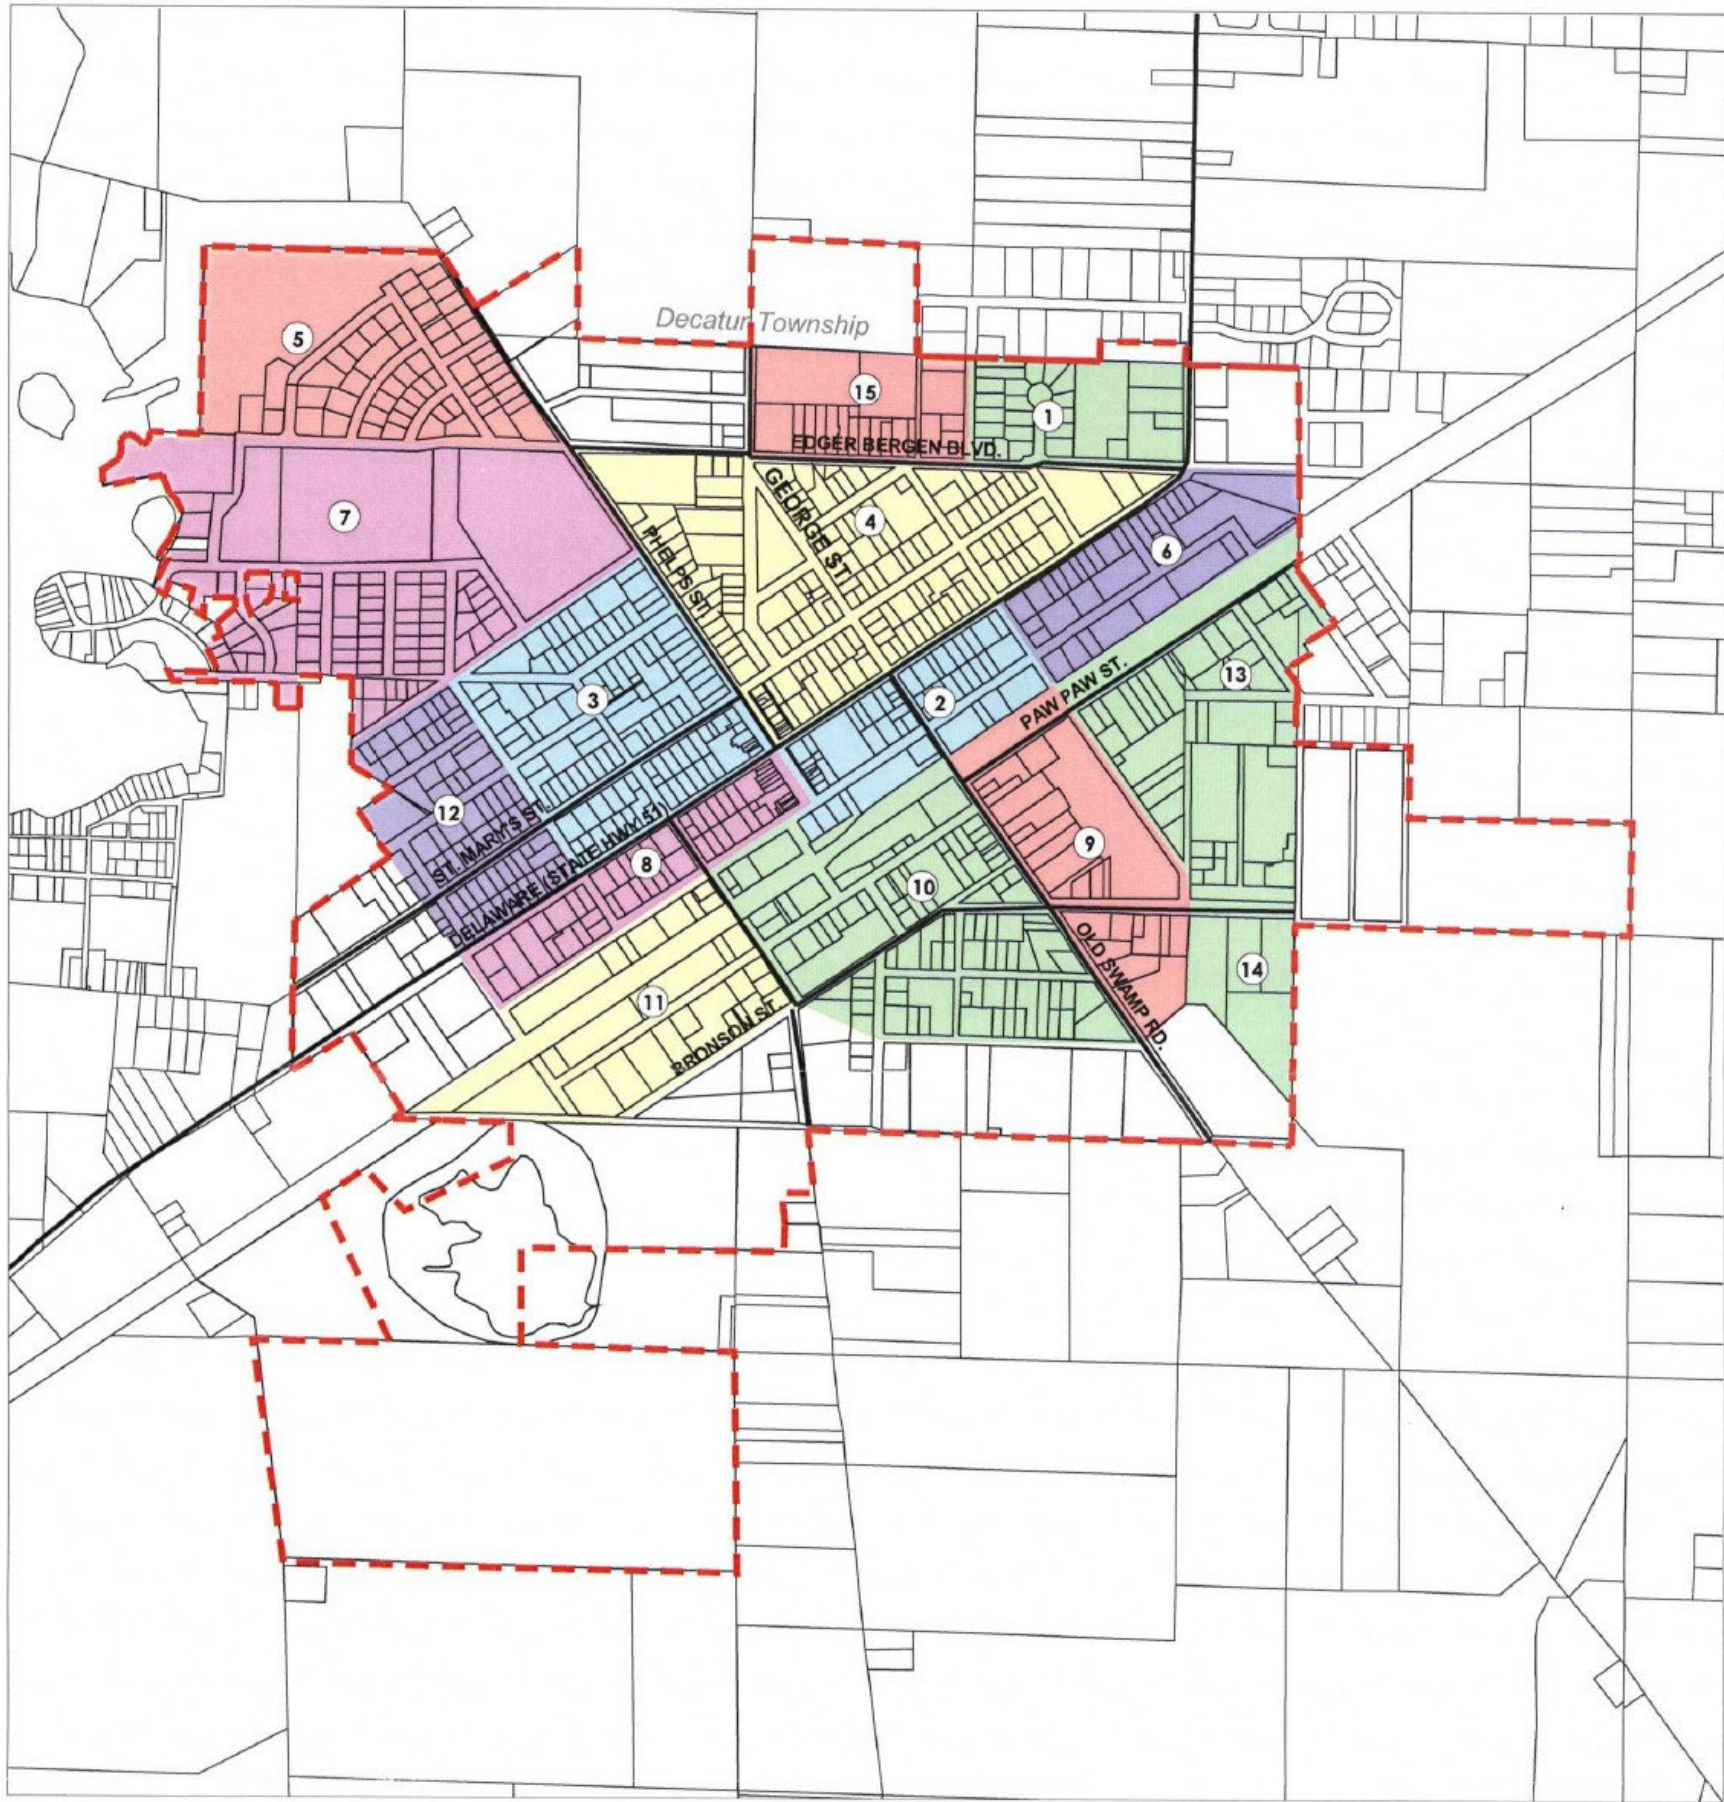 Decatur Township
5
15
1
EDGER BERGEN BLVD.
GEORGE ST.
7
4
PHELPS ST.
6
13
3
2
PAW PAW ST.
12
ST. MARY'S ST.
DELAWARE (STATE HWY 51)
8
9
10
OLD SWAMP RD.
14
11
BRONSON ST.